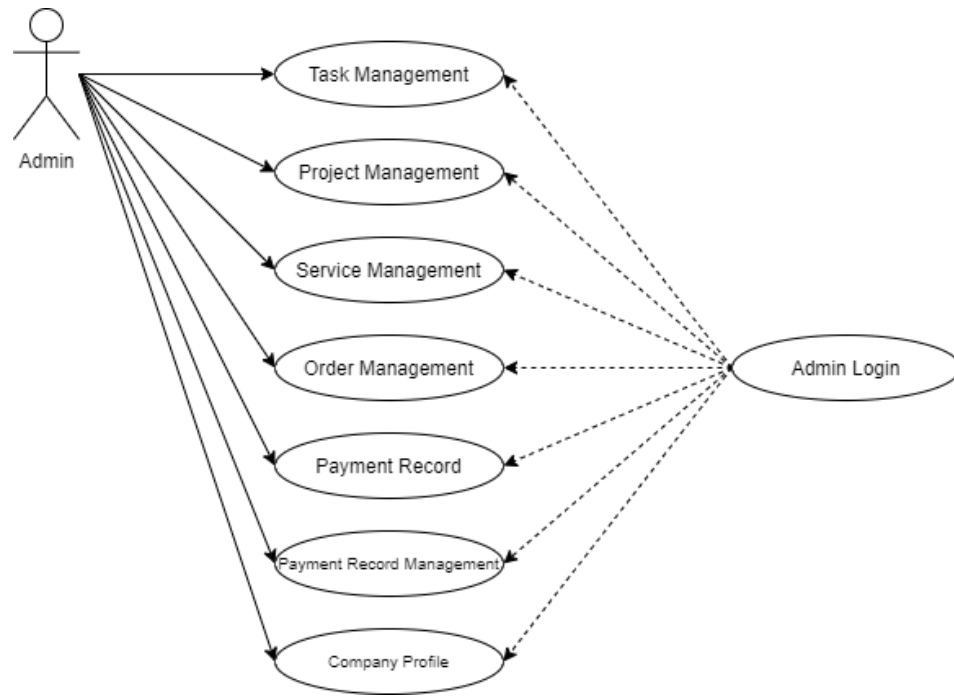 Admin
Task Management
Project Management
Service Management
Order Management
Admin Login
Payment Record
Payment Record Management
Company Profile